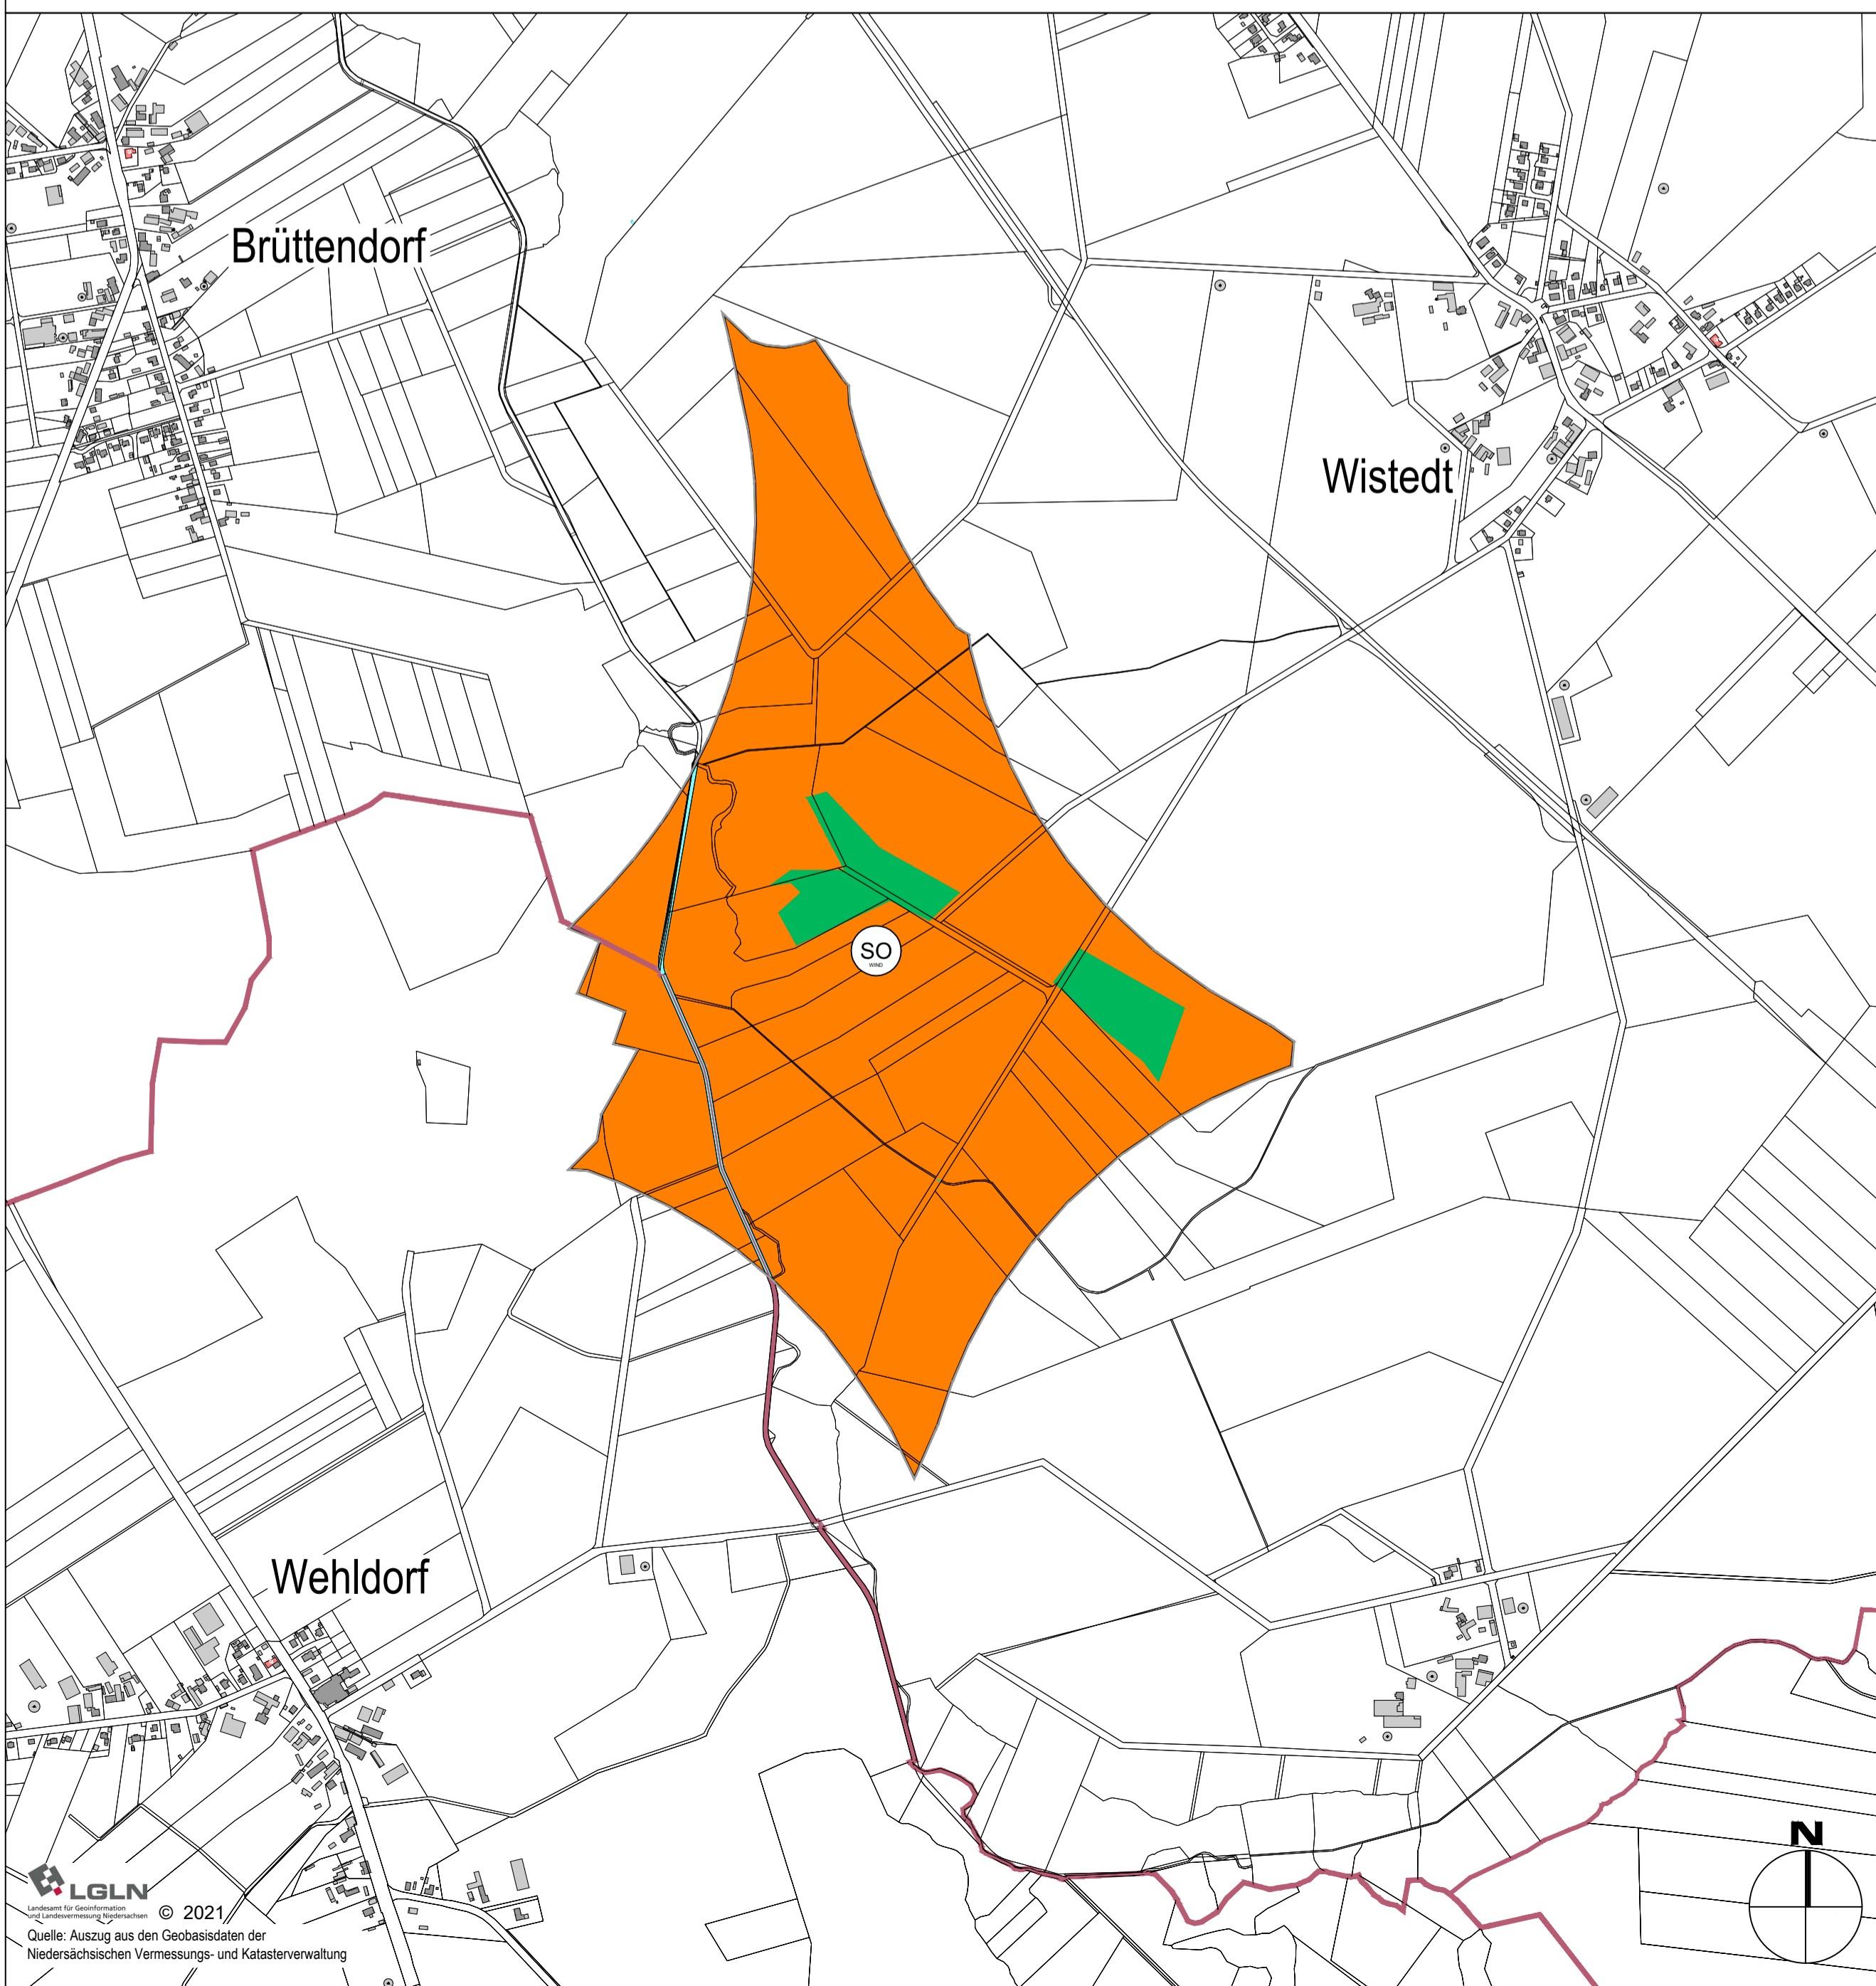 Brüttendorf
Wistedt
SO
WIND
Wehldorf
N
LGLN
Landesamt für Geoinformation
und Landesvermessung Niedersachsen
© 2021
Quelle: Auszug aus den Geobasisdaten der
Niedersächsischen Vermessungs- und Katasterverwaltung